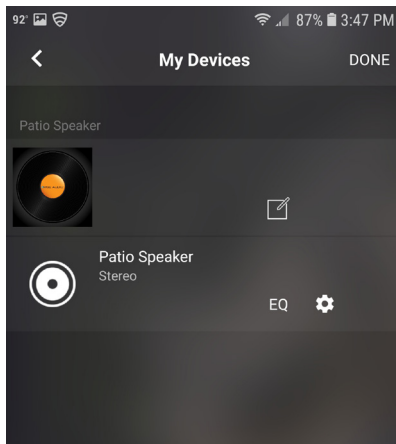 92°
87% 3:47 PM
My Devices
DONE
Patio Speaker
Patio Speaker
Stereo
EQ